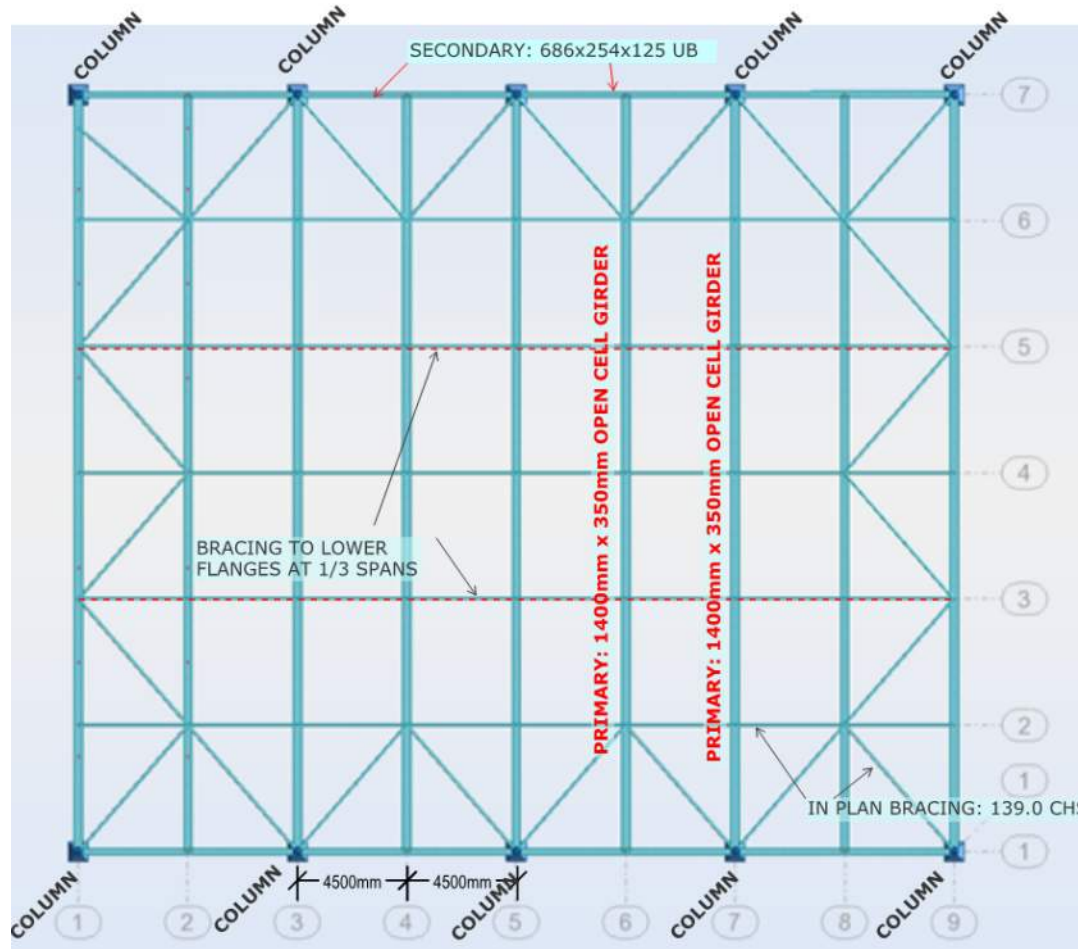 COLUMN
COLUMN
COLUMN
COLUMN
SECONDARY: 686x254x125 UB
7
6
5
4
BRACING TO LOWER
FLANGES AT 1/3 SPANS
PRIMARY: 1400mm x 350mm OPEN CELL GIRDER
PRIMARY: 1400mm x 350mm OPEN CELL GIRDER
3
2
1
IN PLAN BRACING: 139.0 CHS
1
4500mm
4500mm
COLUMN
COLUMN
COLUMN
COLUMN
COLUMN
1
2
3
4
5
6
7
8
9